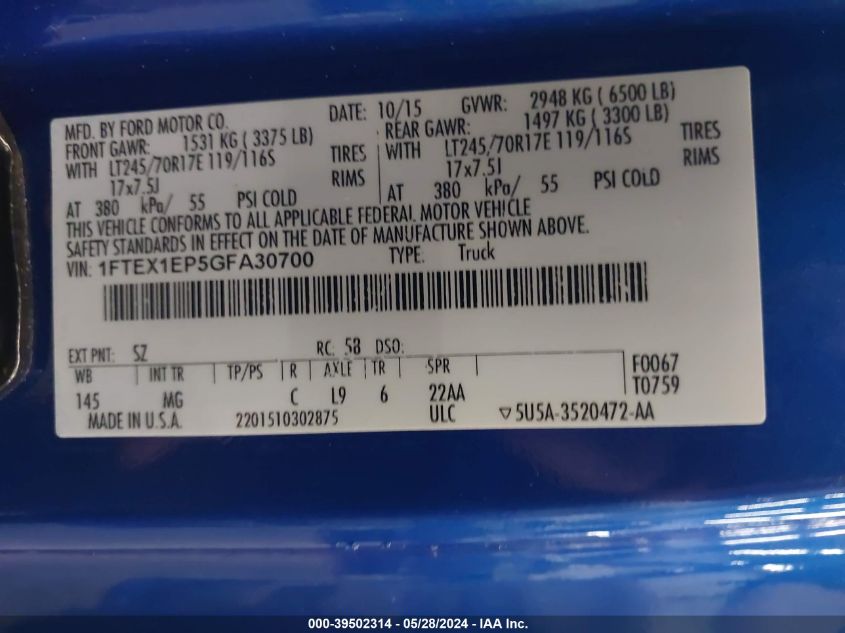 MFD. BY FORD MOTOR CO. DATE: 10/15 GVWR: 2948 KG ( 6500 LB)
FRONT GAWR: 1531 KG ( 3375 LB) REAR GAWR: 1497 KG ( 3300 LB)
WITH LT245/70R17E 119/116S TIRES WITH LT245/70R17E 119/116S TIRES
17x7.5J RIMS 17x7.5J RIMS
AT 380 kPa/ 55 PSI COLD AT 380 kPa/ 55 PSI COLD
THIS VEHICLE CONFORMS TO ALL APPLICABLE FEDERAL MOTOR VEHICLE
SAFETY STANDARDS IN EFFECT ON THE DATE OF MANUFACTURE SHOWN ABOVE.
VIN: 1FTEX1EP5GFA30700 TYPE: Truck
EXT PNT: SZ RC: 58 DSO:
WB INT TR TP/PS R AXLE TR SPR F0067
145 MG C L9 6 22AA T0759
MADE IN U.S.A. 2201510302875 ULC ▽5U5A-3520472-AA
000-39502314 - 05/28/2024 - IAA Inc.